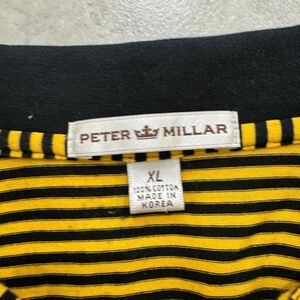 PETER MILLAR
XL
100% COTTON
MADE IN
KOREA